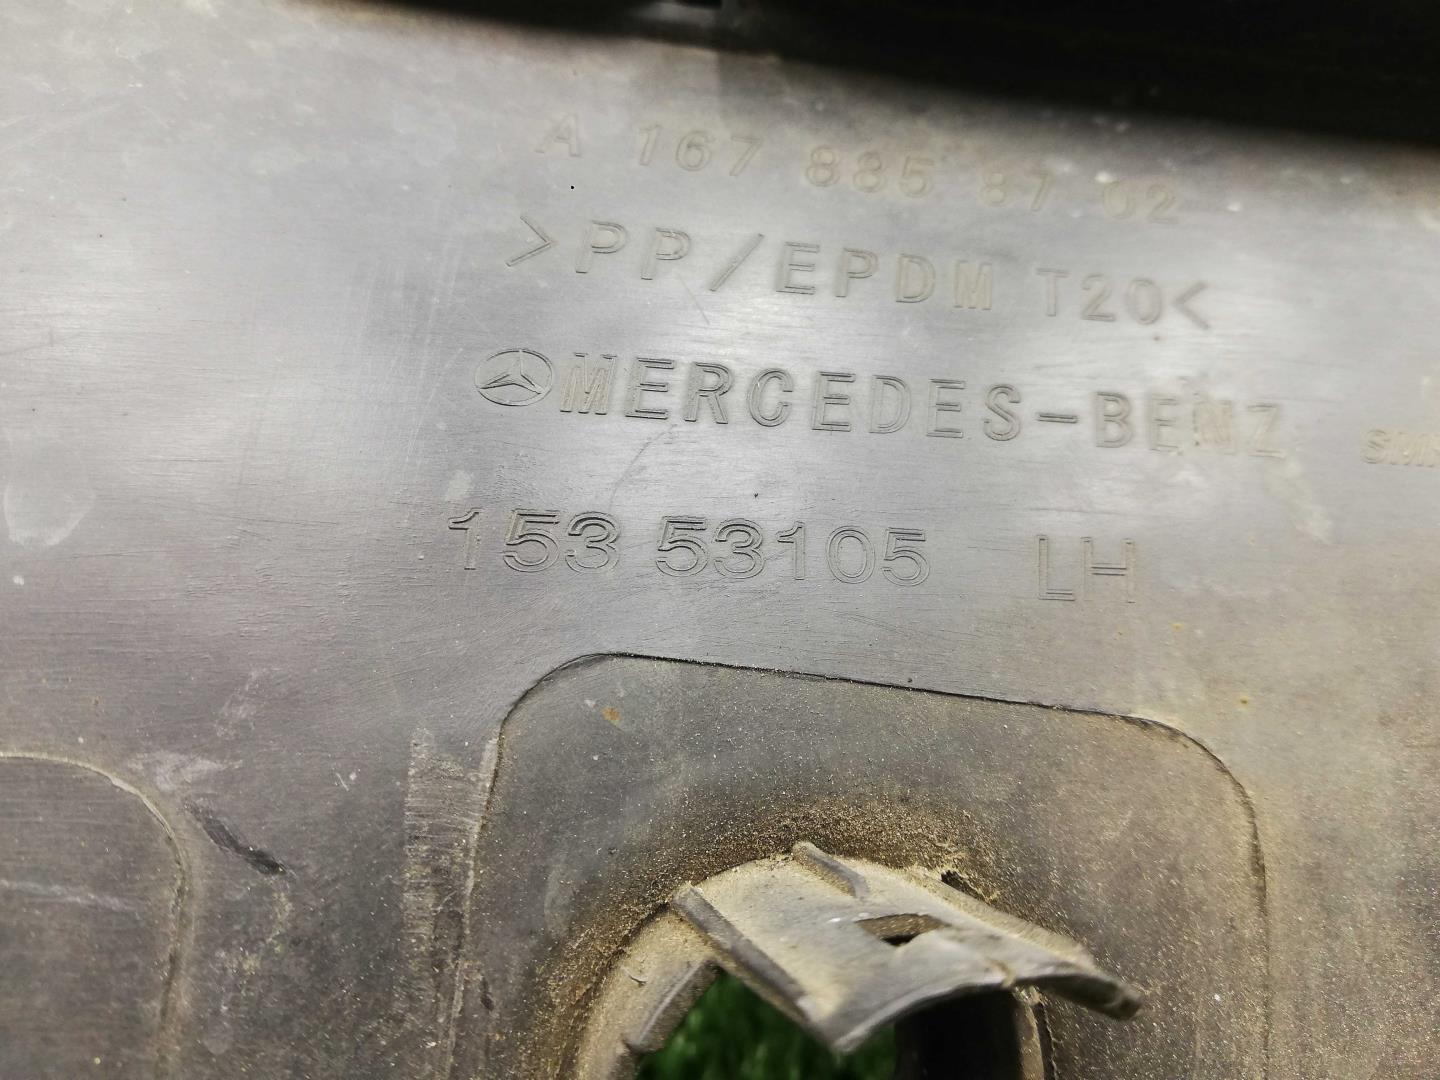 A 167 885 87 02
>PP/EPDM T20<
MERCEDES-BENZ
153 53105 LH